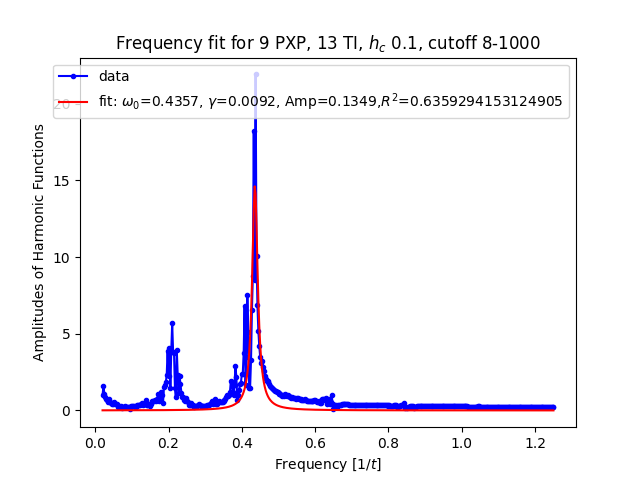 Frequency fit for 9 PXP, 13 TI, $h_c$ 0.1, cutoff 8-1000
data
fit: $\omega_0$=0.4357, $\gamma$=0.0092, Amp=0.1349,$R^2$=0.6359294153124905
20
15
10
5
0
Amplitudes of Harmonic Functions
0.0 0.2 0.4 0.6 0.8 1.0 1.2
Frequency [1/$t$]